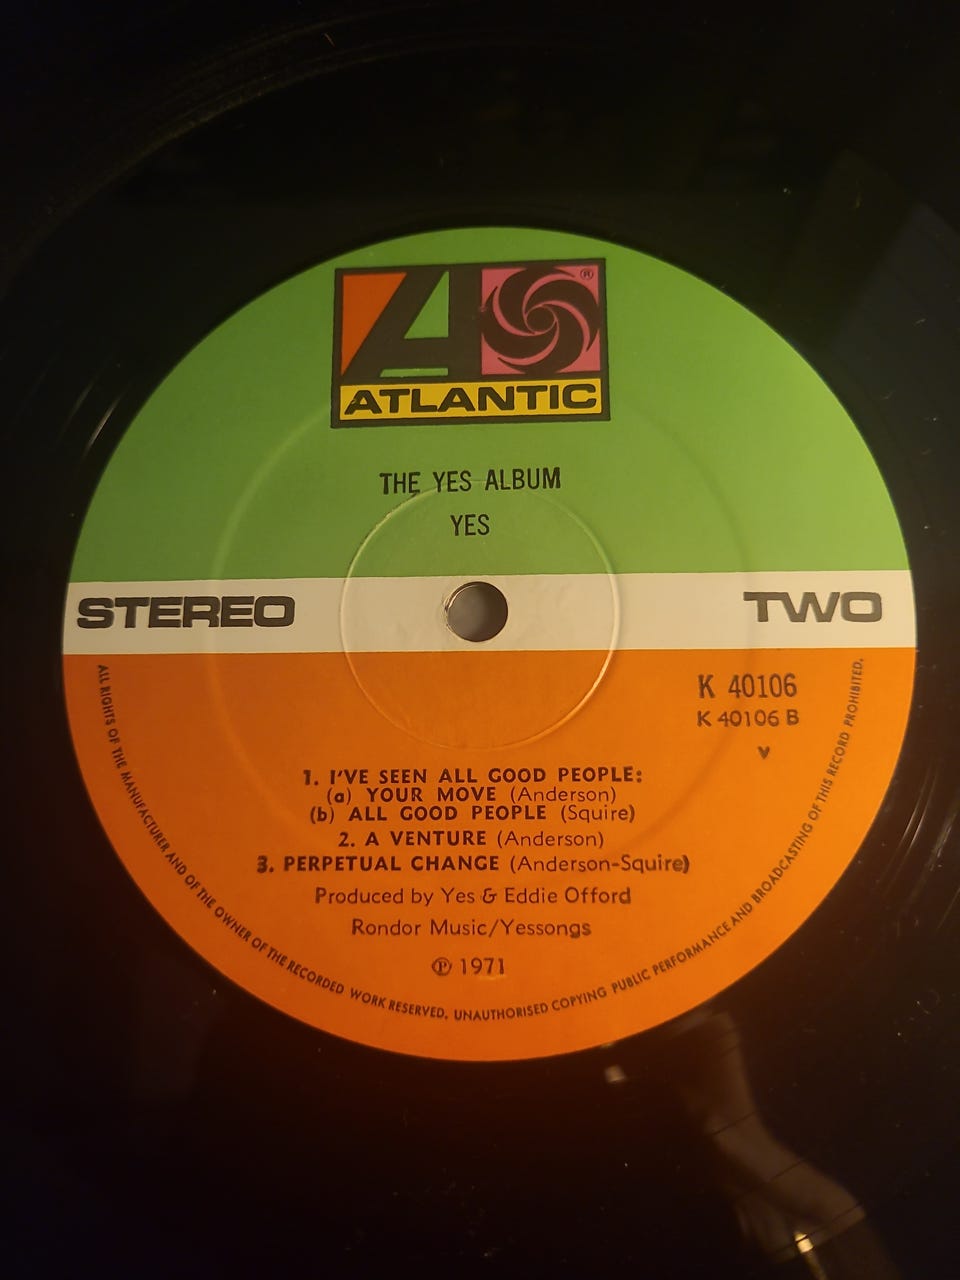 ®
ATLANTIC
THE YES ALBUM
YES
STEREO
TWO
K 40106
K 40106 B
1. I'VE SEEN ALL GOOD PEOPLE:
(a) YOUR MOVE (Anderson)
(b) ALL GOOD PEOPLE (Squire)
2. A VENTURE (Anderson)
3. PERPETUAL CHANGE (Anderson-Squire)
Produced by Yes & Eddie Offord
Rondor Music/Yessongs
℗ 1971
ALL RIGHTS OF THE MANUFACTURER AND OF THE OWNER OF THE RECORDED WORK RESERVED. UNAUTHORISED COPYING PUBLIC PERFORMANCE AND BROADCASTING OF THIS RECORD PROHIBITED.